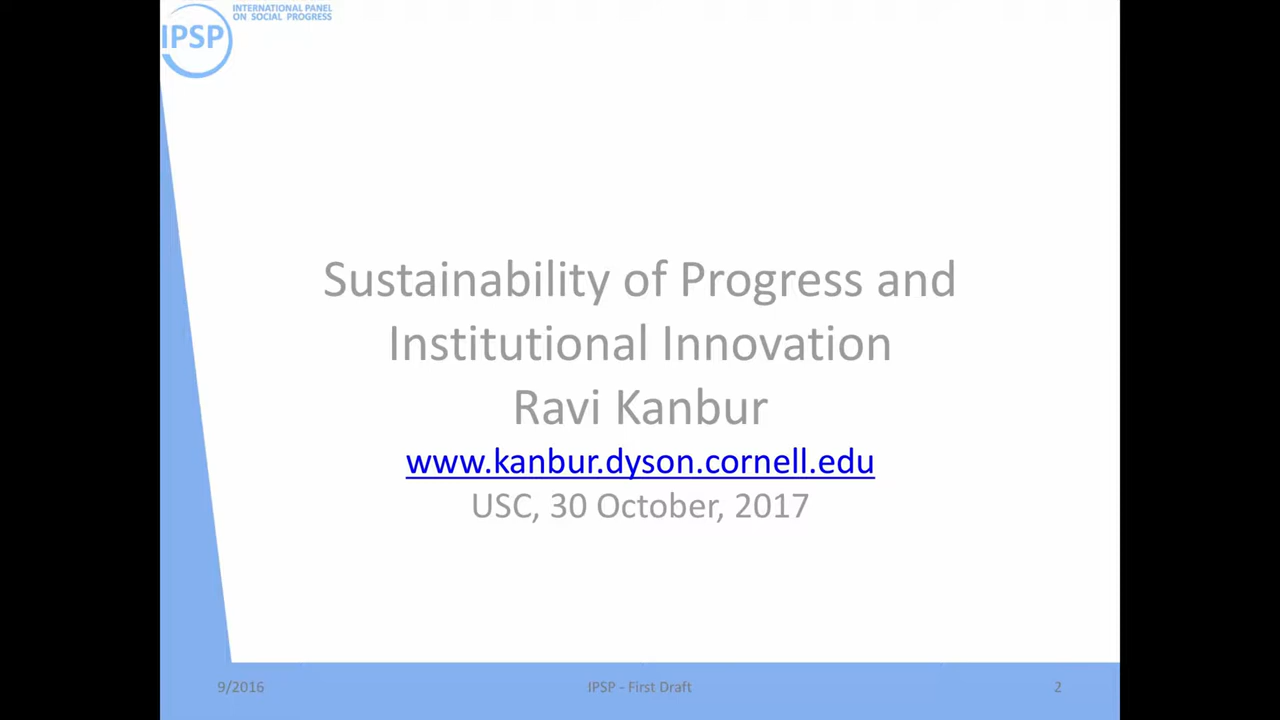 INTERNATIONAL PANEL
ON SOCIAL PROGRESS
IPSP
Sustainability of Progress and
Institutional Innovation
Ravi Kanbur
www.kanbur.dyson.cornell.edu
USC, 30 October, 2017
9/2016
IPSP - First Draft
2